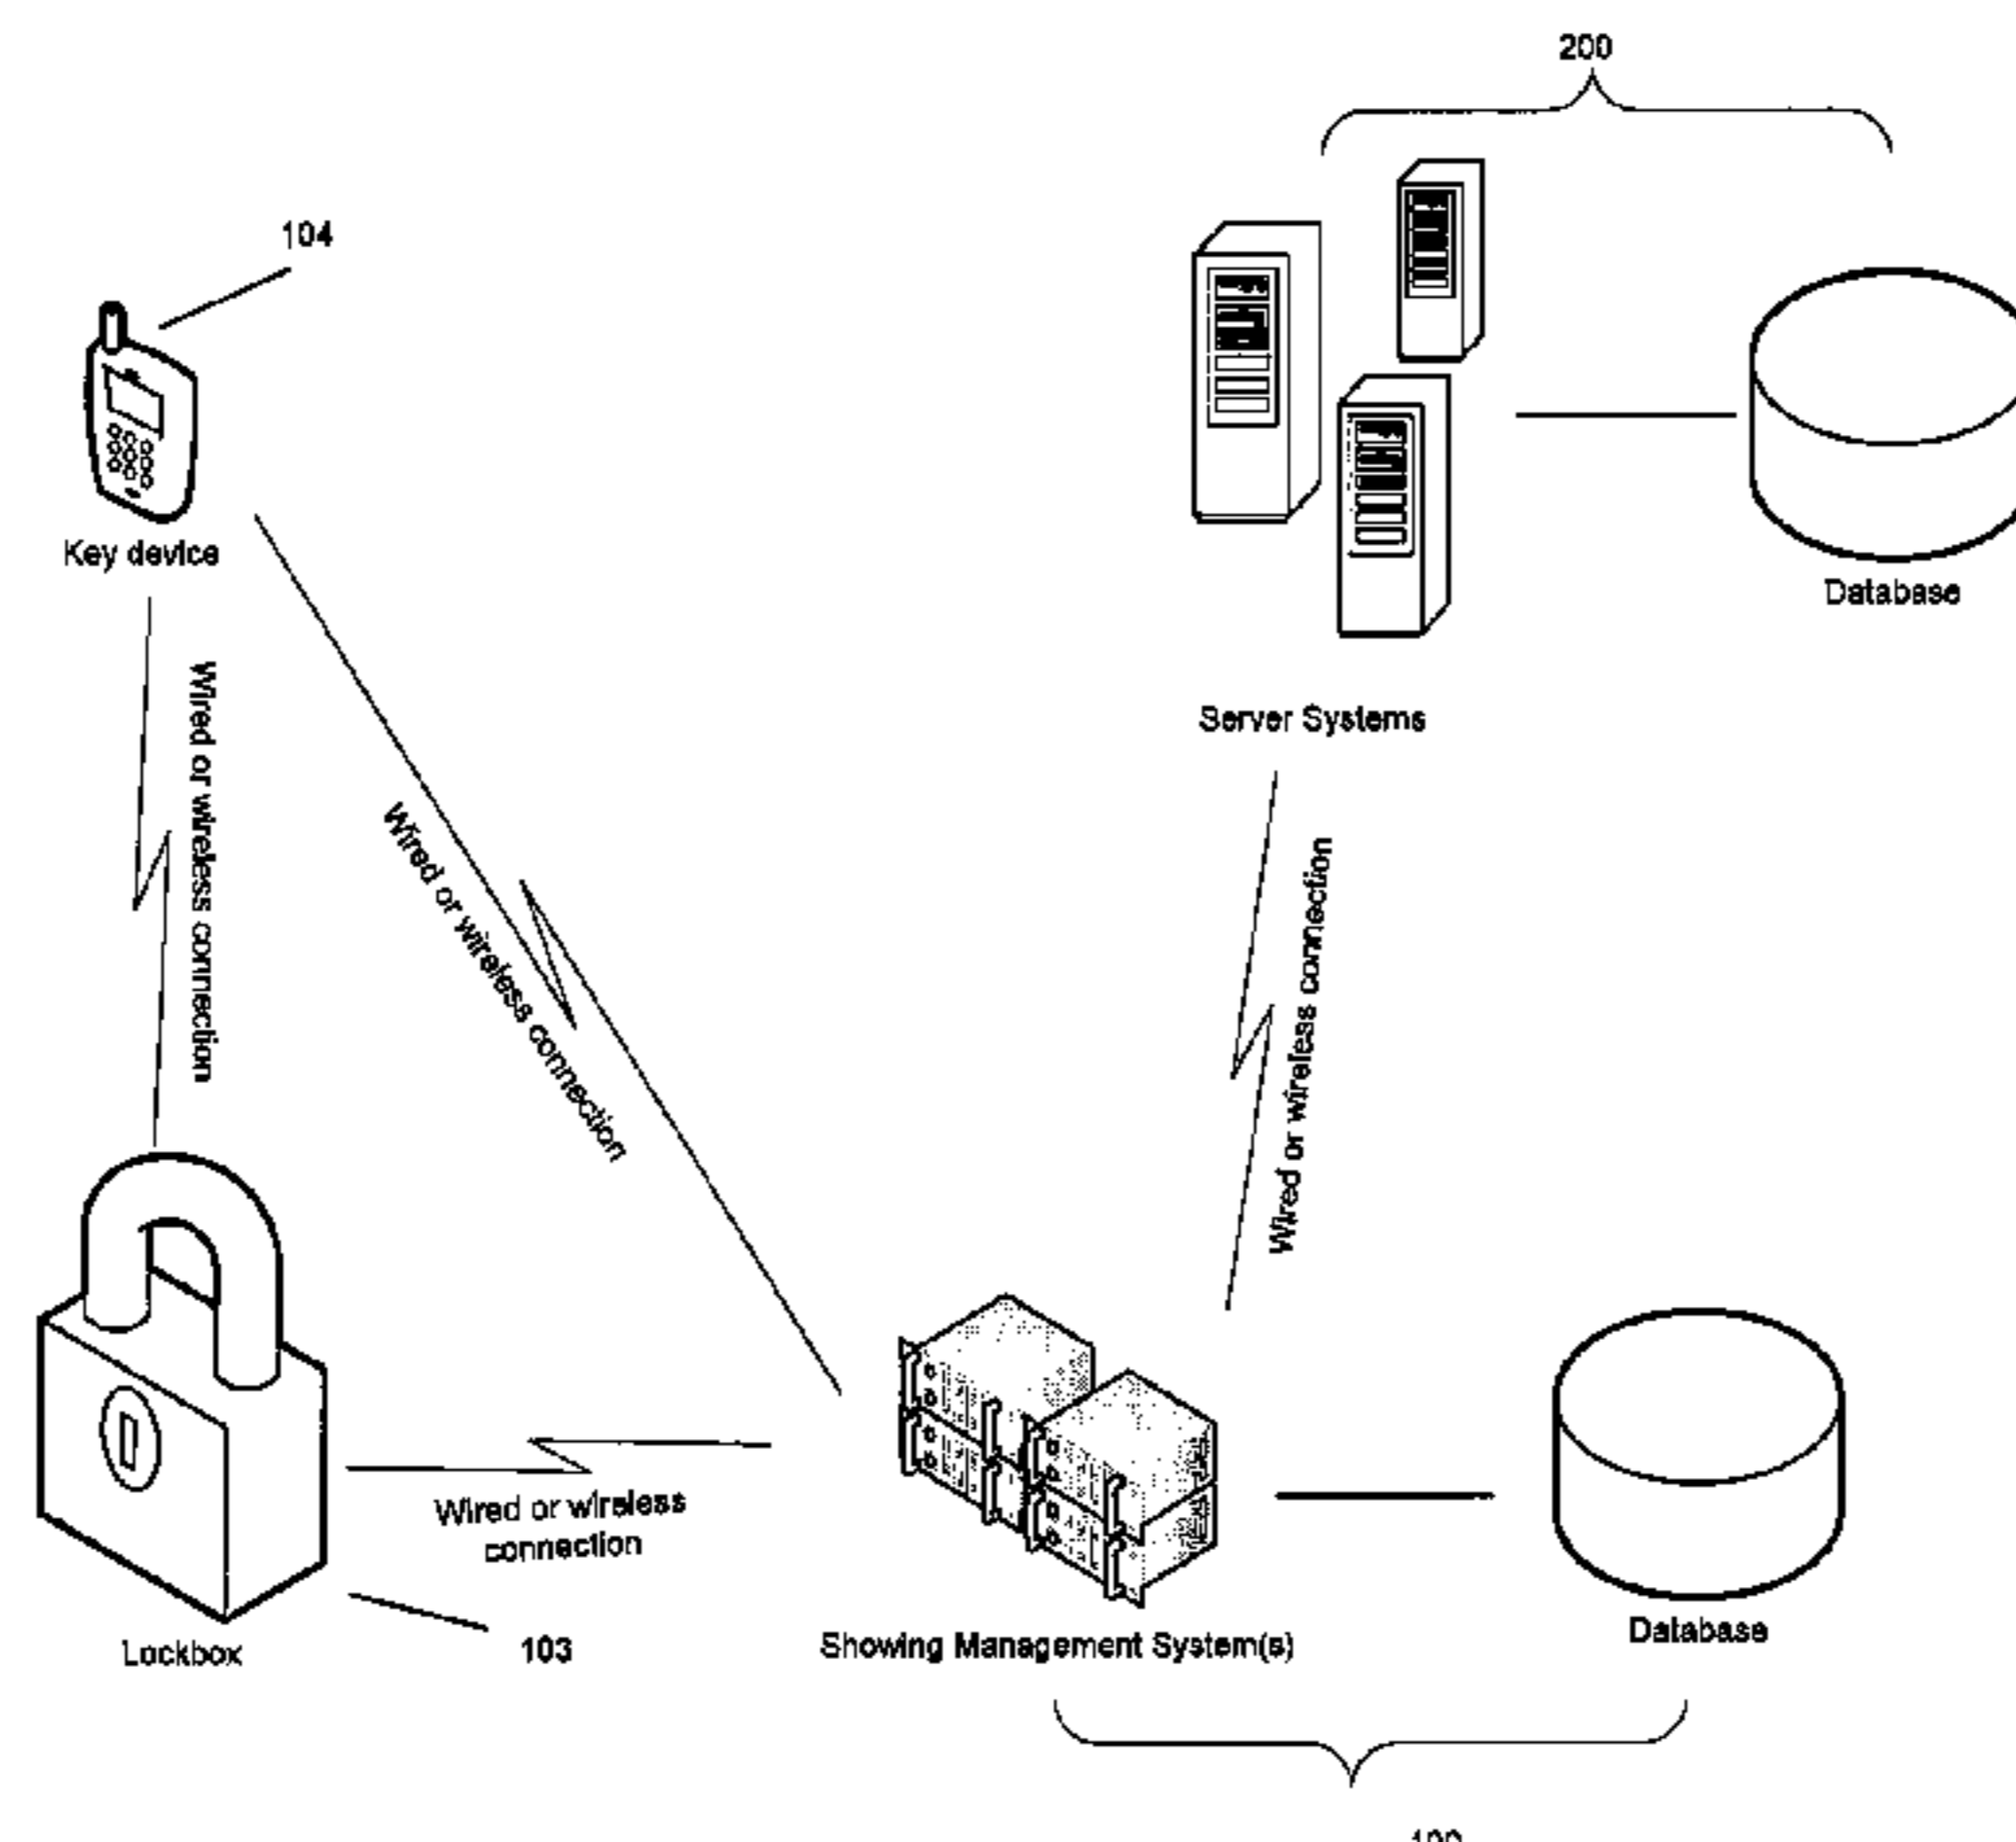 200
104
Key device
Database
Server Systems
Wired or wireless connection
Wired or wireless connection
Wired or wireless connection
Wired or wireless
connection
Lockbox
103
Showing Management System(s)
Database